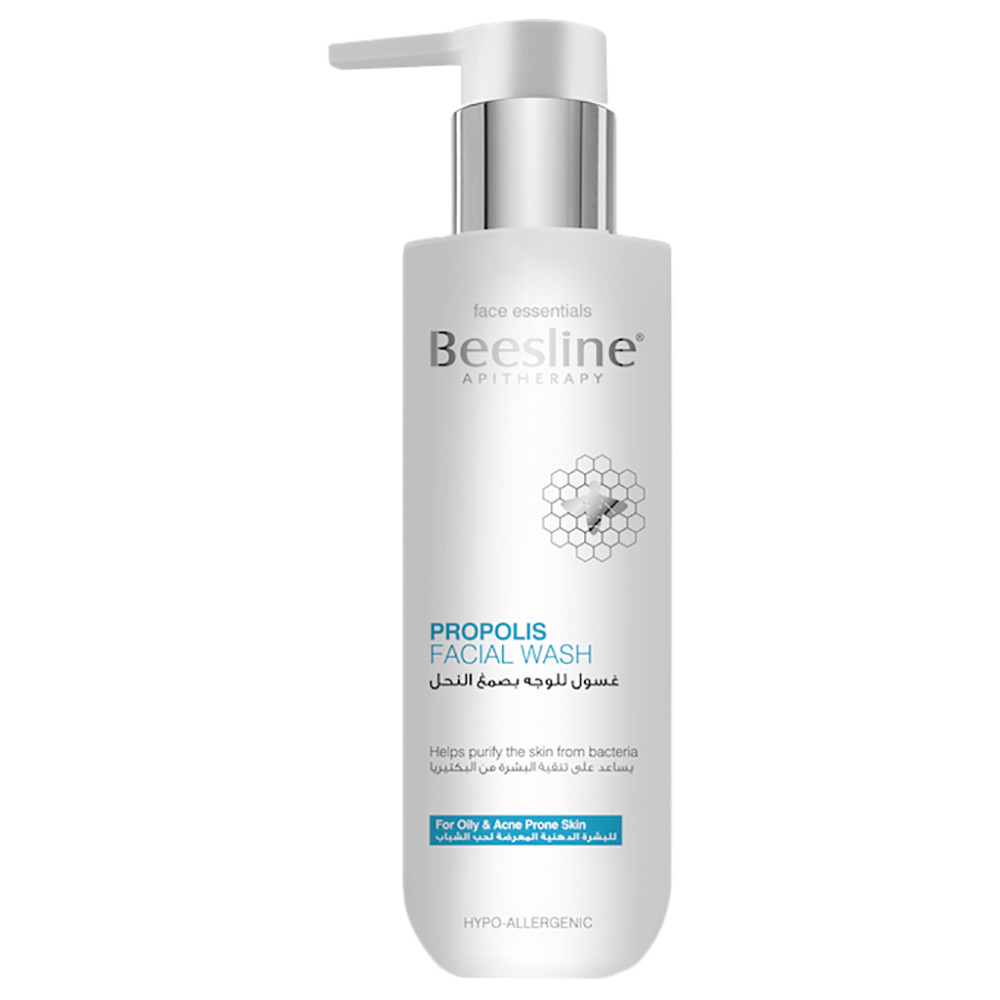 face essentials
Beesline®
APITHERAPY
PROPOLIS
FACIAL WASH
غسول للوجه بصمغ النحل
Helps purify the skin from bacteria
يساعد على تنقية البشرة من البكتيريا
For Oily & Acne Prone Skin
للبشرة الدهنية المعرضة لحب الشباب
HYPO-ALLERGENIC